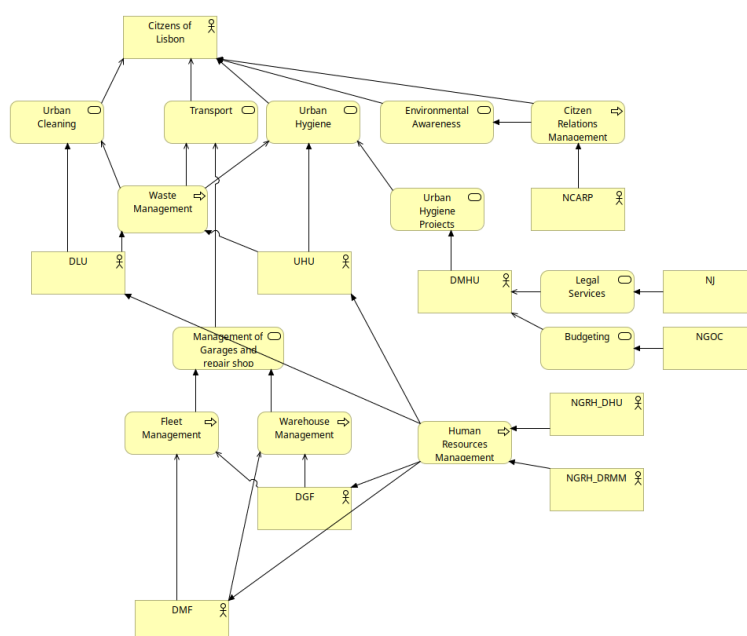 Citzens of
Lisbon
Urban
Cleaning
Transport
Urban
Hygiene
Environmental
Awareness
Citzen
Relations
Management
Waste
Management
Urban
Hygiene
Projects
NCARP
DLU
UHU
DMHU
Legal
Services
NJ
Management of
Garages and
repair shop
Budgeting
NGOC
Fleet
Management
Warehouse
Management
Human
Resources
Management
NGRH_DHU
NGRH_DRMM
DGF
DMF